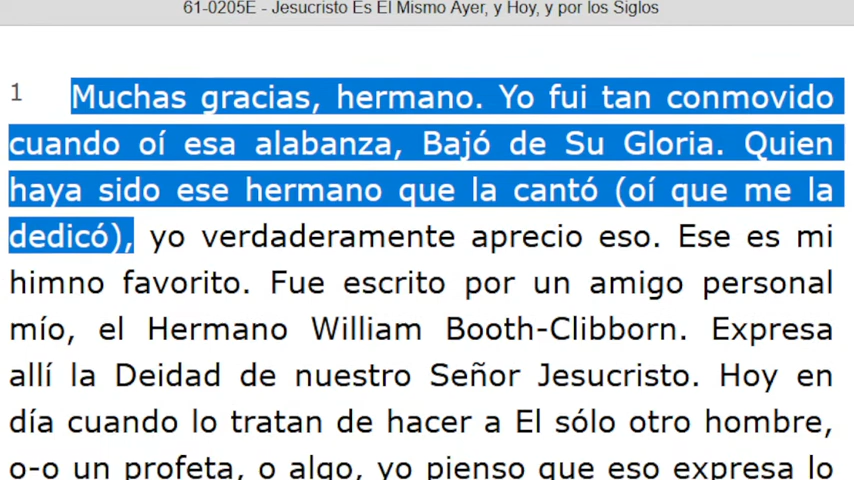 61-0205E - Jesucristo Es El Mismo Ayer, y Hoy, y por los Siglos
1 Muchas gracias, hermano. Yo fui tan conmovido
cuando oí esa alabanza, Bajó de Su Gloria. Quien
haya sido ese hermano que la cantó (oí que me la
dedicó), yo verdaderamente aprecio eso. Ese es mi
himno favorito. Fue escrito por un amigo personal
mío, el Hermano William Booth-Clibborn. Expresa
allí la Deidad de nuestro Señor Jesucristo. Hoy en
día cuando lo tratan de hacer a El sólo otro hombre,
o-o un profeta, o algo, yo pienso que eso expresa lo